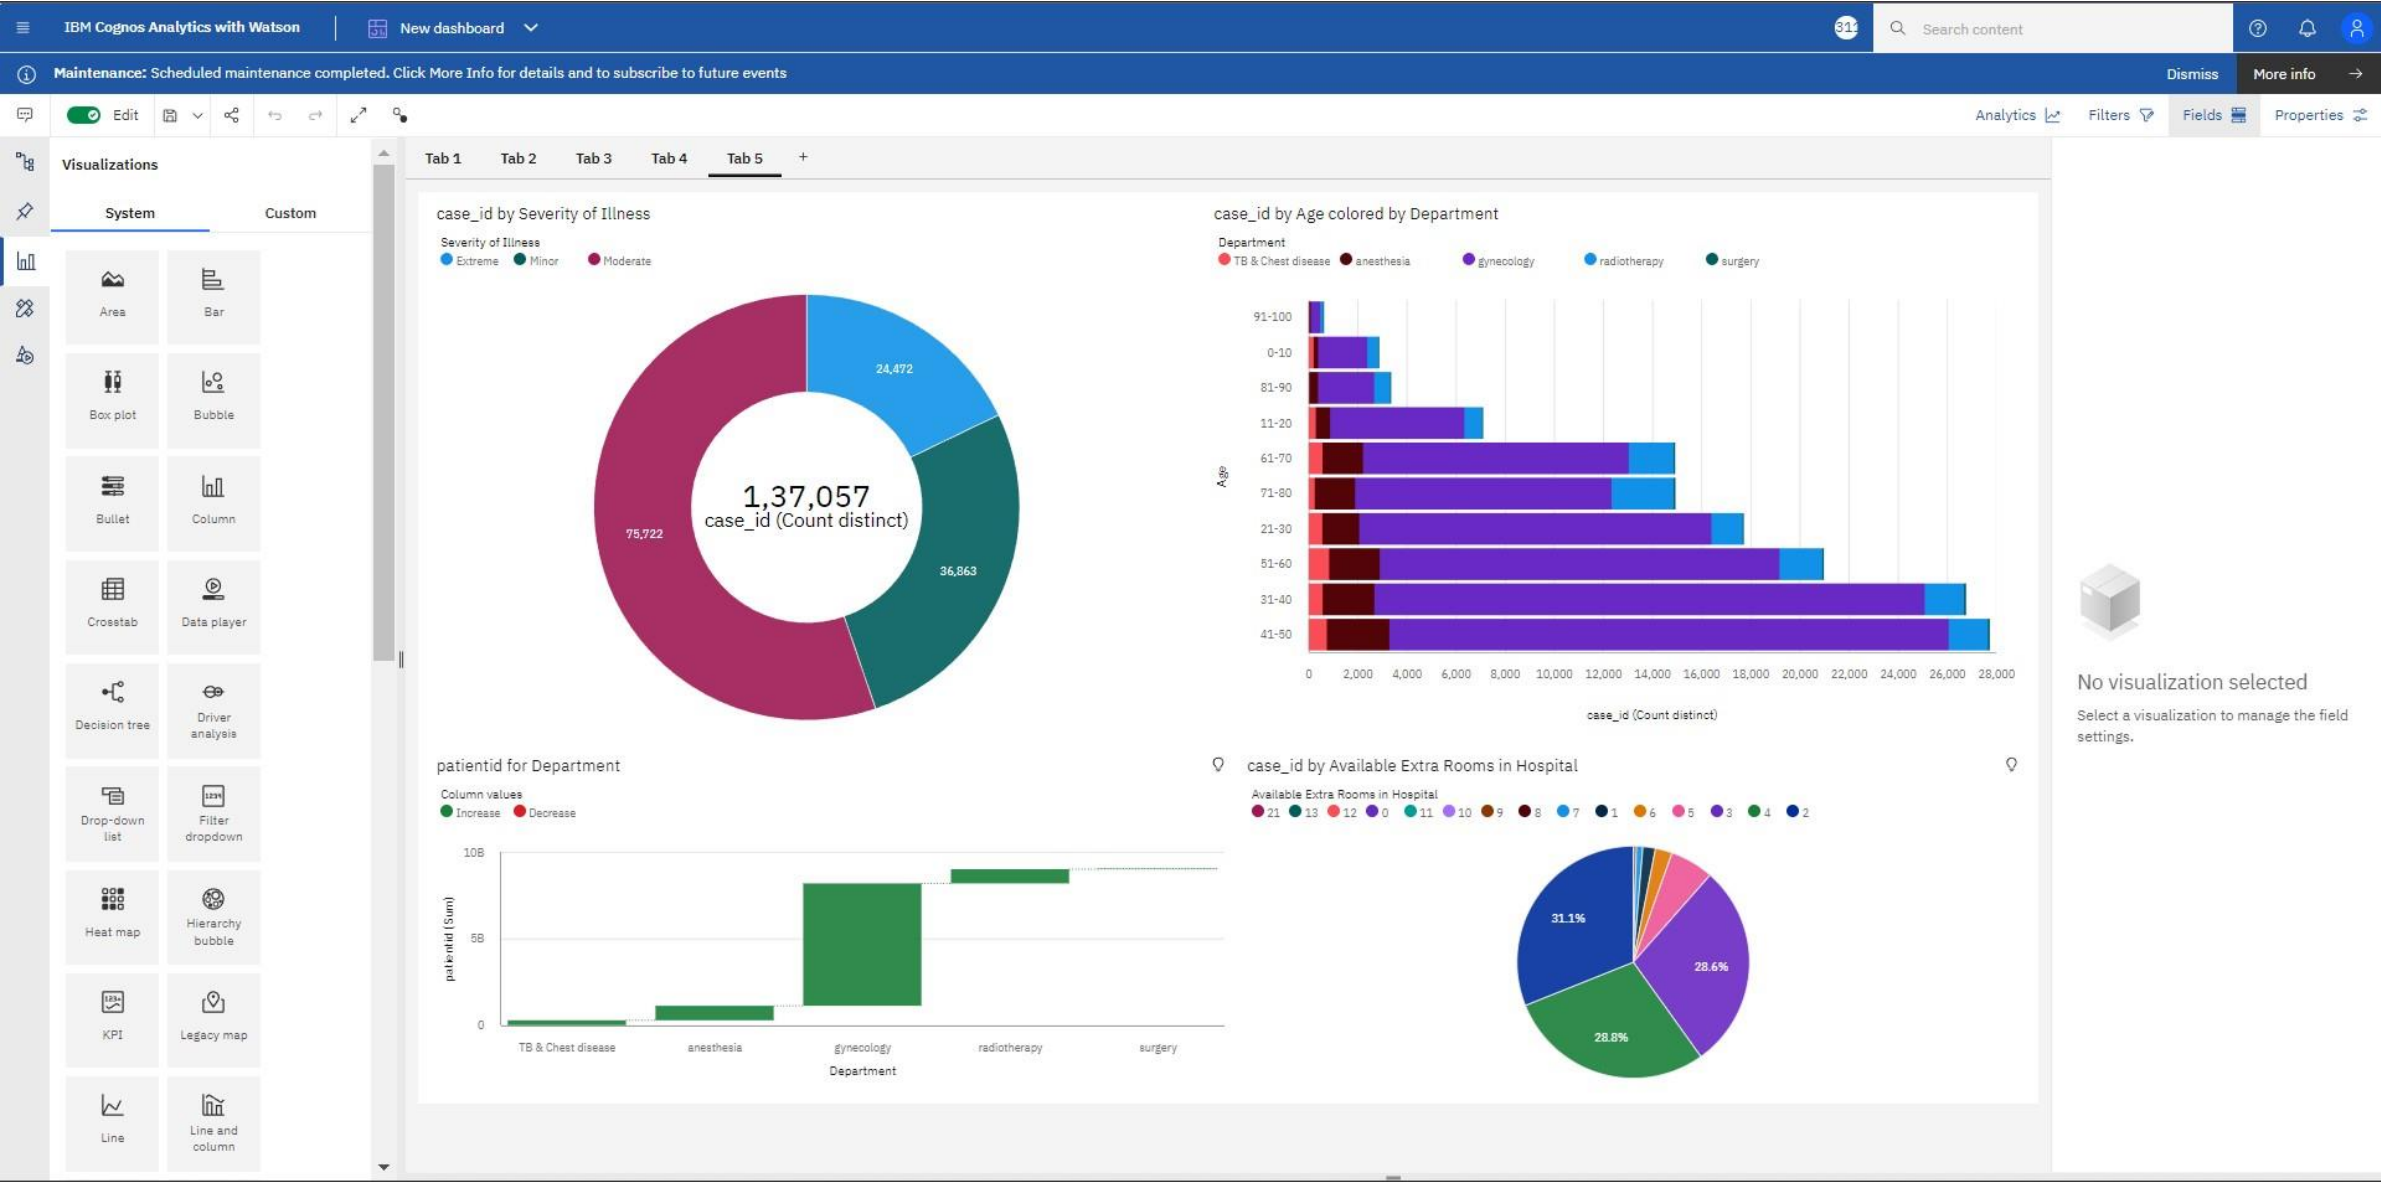 IBM Cognos Analytics with Watson
New dashboard
311
Search content
Maintenance: Scheduled maintenance completed. Click More Info for details and to subscribe to future events
Dismiss
More info
Edit
Analytics
Filters
Fields
Properties
Visualizations
System
Custom
Area
Bar
Box plot
Bubble
Bullet
Column
Crosstab
Data player
Decision tree
Driver
analysis
Drop-down
list
Filter
dropdown
Heat map
Hierarchy
bubble
KPI
Legacy map
Line
Line and
column
Tab 1
Tab 2
Tab 3
Tab 4
Tab 5
+
case_id by Severity of Illness
Severity of Illness
Extreme
Minor
Moderate
24,472
75,722
36,863
1,37,057
case_id (Count distinct)
case_id by Age colored by Department
Department
TB & Chest disease
anesthesia
gynecology
radiotherapy
surgery
Age
91-100
0-10
81-90
11-20
61-70
71-80
21-30
51-60
31-40
41-50
0
2,000
4,000
6,000
8,000
10,000
12,000
14,000
16,000
18,000
20,000
22,000
24,000
26,000
28,000
case_id (Count distinct)
patientid for Department
Column values
Increase
Decrease
patientid (Sum)
10B
5B
0
TB & Chest disease
anesthesia
gynecology
radiotherapy
surgery
Department
case_id by Available Extra Rooms in Hospital
Available Extra Rooms in Hospital
21
13
12
0
11
10
9
8
7
1
6
5
3
4
2
31.1%
28.6%
28.8%
No visualization selected
Select a visualization to manage the field
settings.